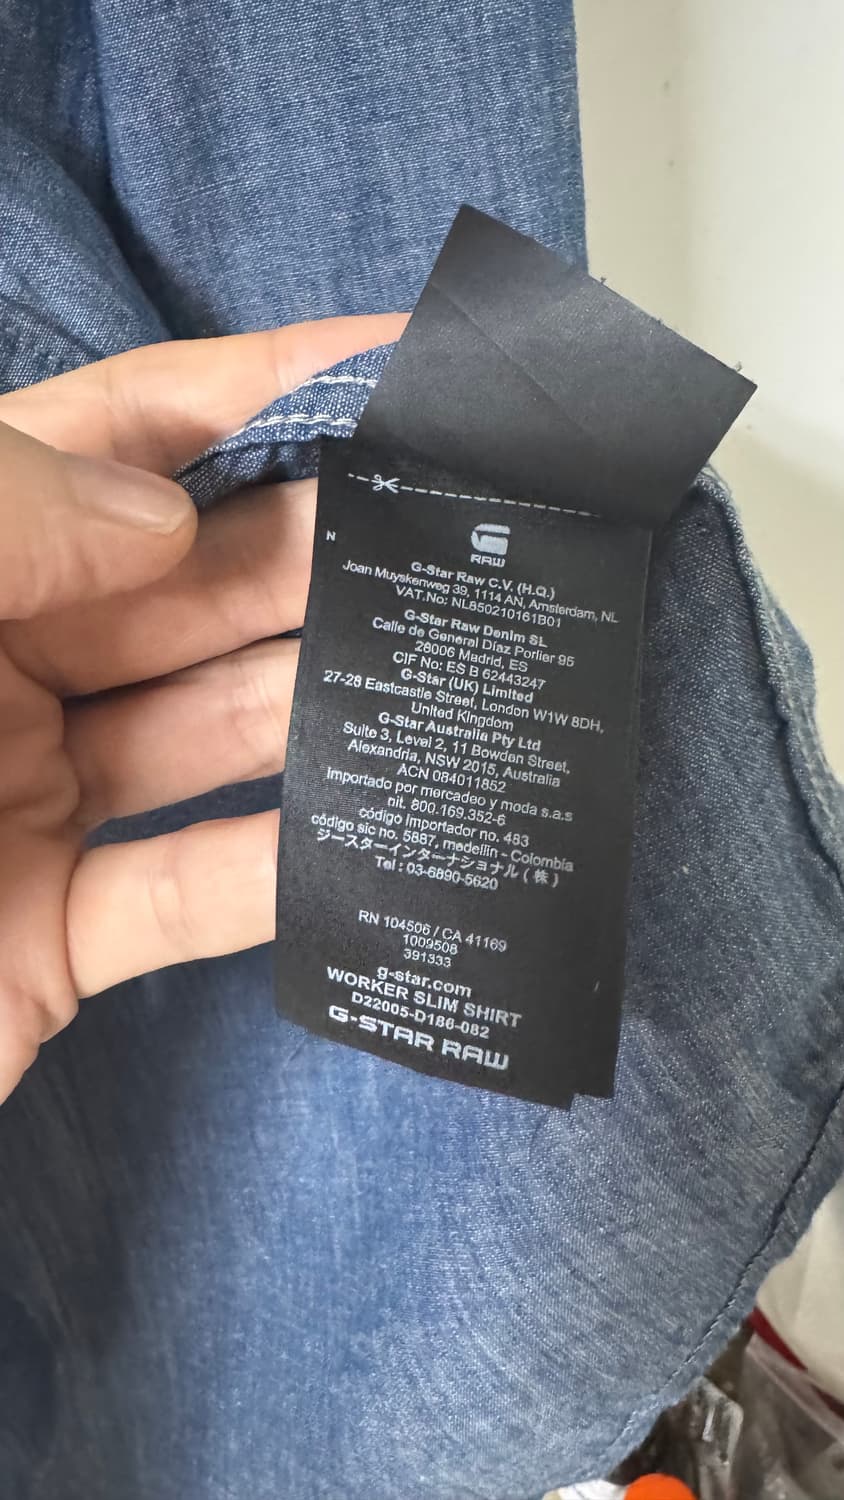 RAW
N
G-Star Raw C.V. (H.Q.)
Joan Muyskenweg 39, 1114 AN, Amsterdam, NL
VAT.No: NL850210161B01
G-Star Raw Denim SL
Calle de General Díaz Porlier 95
28006 Madrid, ES
CIF No: ES B 62443247
G-Star (UK) Limited
27-28 Eastcastle Street, London W1W 8DH,
United Kingdom
G-Star Australia Pty Ltd
Suite 3, Level 2, 11 Bowden Street,
Alexandria, NSW 2015, Australia
ACN 084011852
Importado por mercadeo y moda s.a.s
nit. 800.169.352-6
código Importador no. 483
código sic no. 5887, medellin - Colombia
ジースターインターナショナル(株)
Tel : 03-6890-5620
RN 104506 / CA 41169
1009508
391333
g-star.com
WORKER SLIM SHIRT
D22005-D186-082
G-STAR RAW